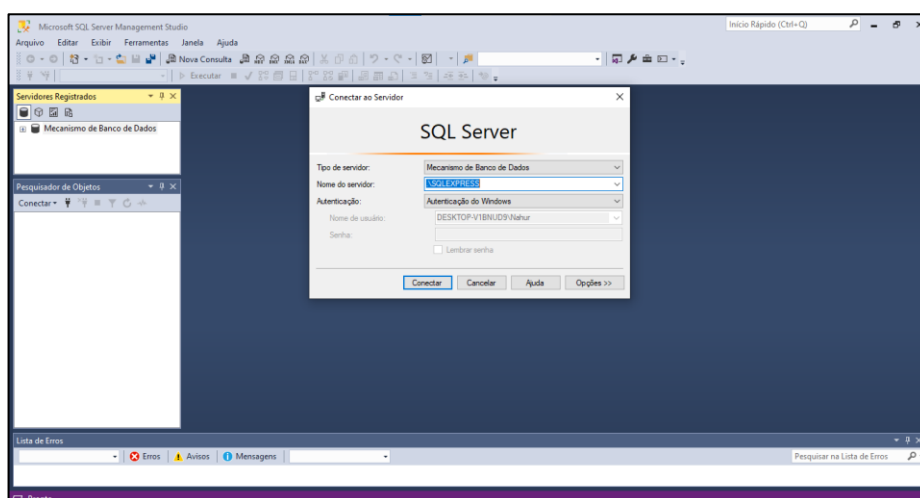 Microsoft SQL Server Management Studio
Início Rápido (Ctrl+Q)
Arquivo Editar Exibir Ferramentas Janela Ajuda
Nova Consulta
Executar
Servidores Registrados
Mecanismo de Banco de Dados
Pesquisador de Objetos
Conectar
Conectar ao Servidor
SQL Server
Tipo de servidor: Mecanismo de Banco de Dados
Nome do servidor: .\SQLEXPRESS
Autenticação: Autenticação do Windows
Nome de usuário: DESKTOP-V1BNUD9\Nahur
Senha:
Lembrar senha
Conectar Cancelar Ajuda Opções >>
Lista de Erros
Erros Avisos Mensagens
Pesquisar na Lista de Erros
Pronto